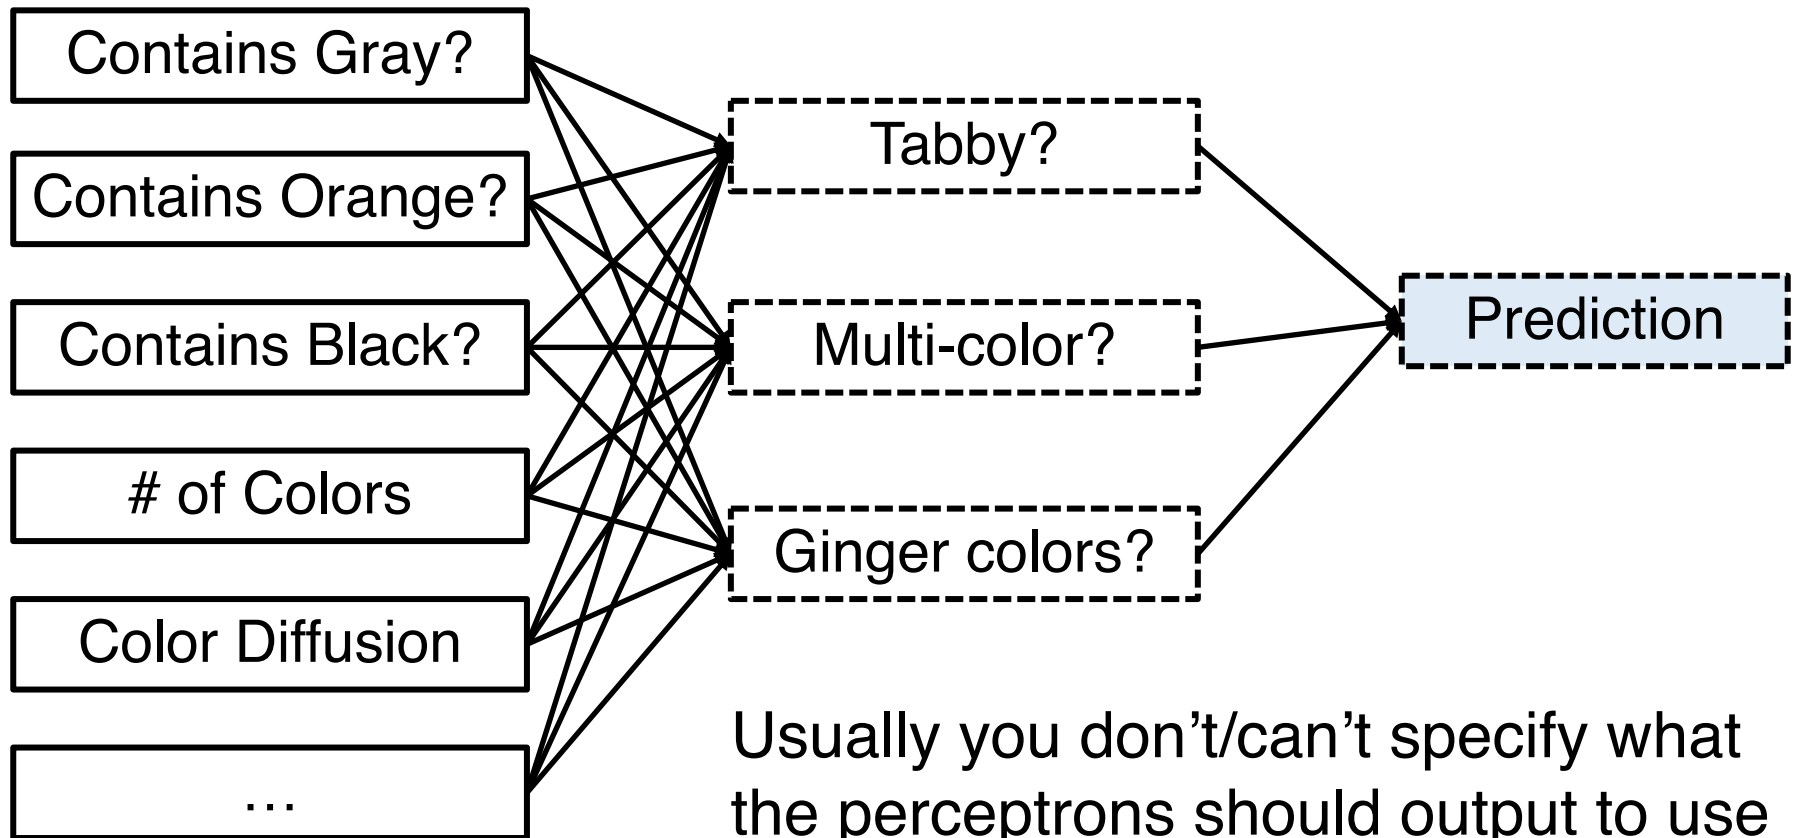 Contains Gray?
Contains Orange?
Contains Black?
# of Colors
Color Diffusion
…
Tabby?
Multi-color?
Ginger colors?
Prediction
Usually you don’t/can’t specify what
the perceptrons should output to use